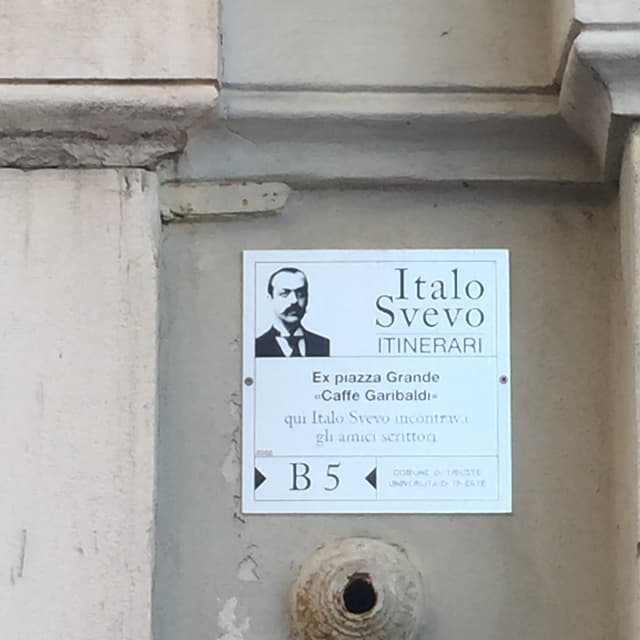 Italo
Svevo
ITINERARI
Ex piazza Grande
«Caffè Garibaldi»
qui Italo Svevo incontrava
gli amici scrittori
B 5
COMUNE DI TRIESTE
UNIVERSITÀ DI TRIESTE